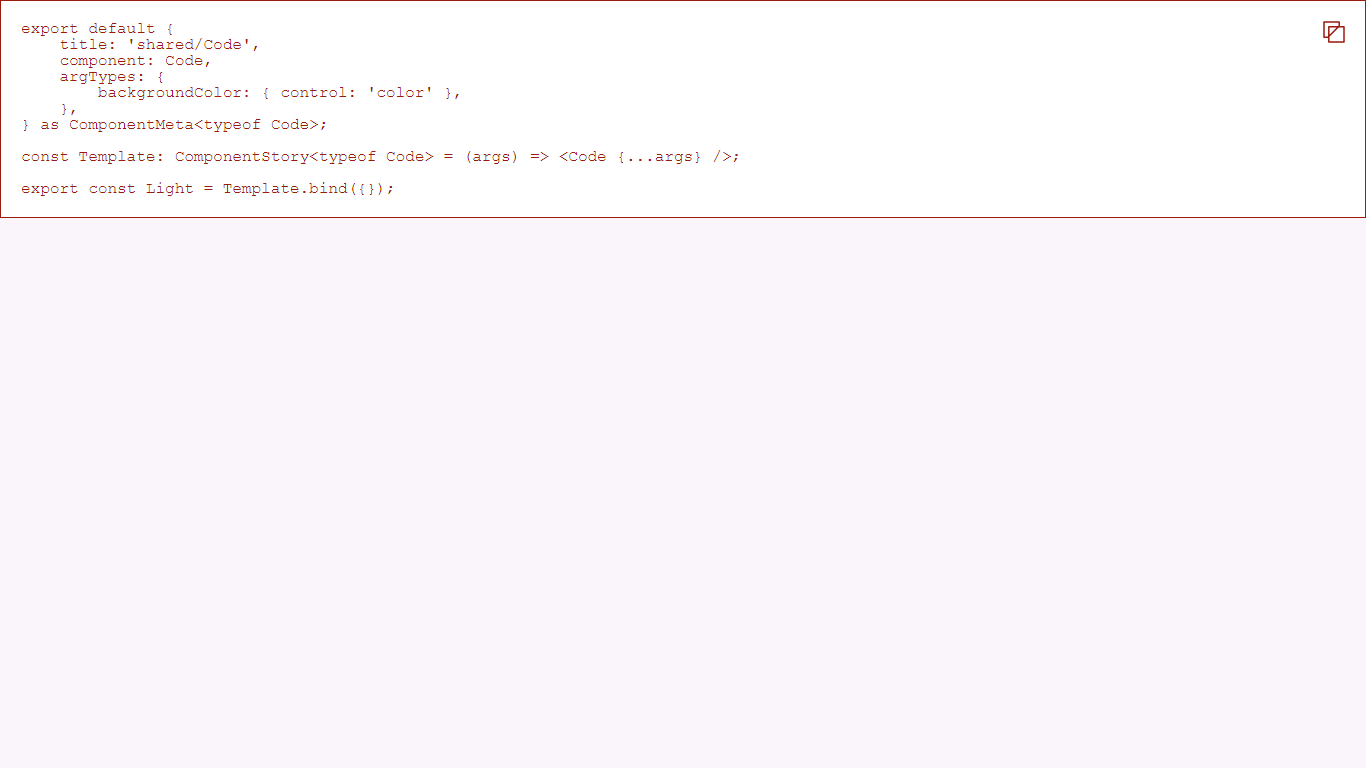 export default {
    title: 'shared/Code',
    component: Code,
    argTypes: {
        backgroundColor: { control: 'color' },
    },
} as ComponentMeta<typeof Code>;

const Template: ComponentStory<typeof Code> = (args) => <Code {...args} />;

export const Light = Template.bind({});